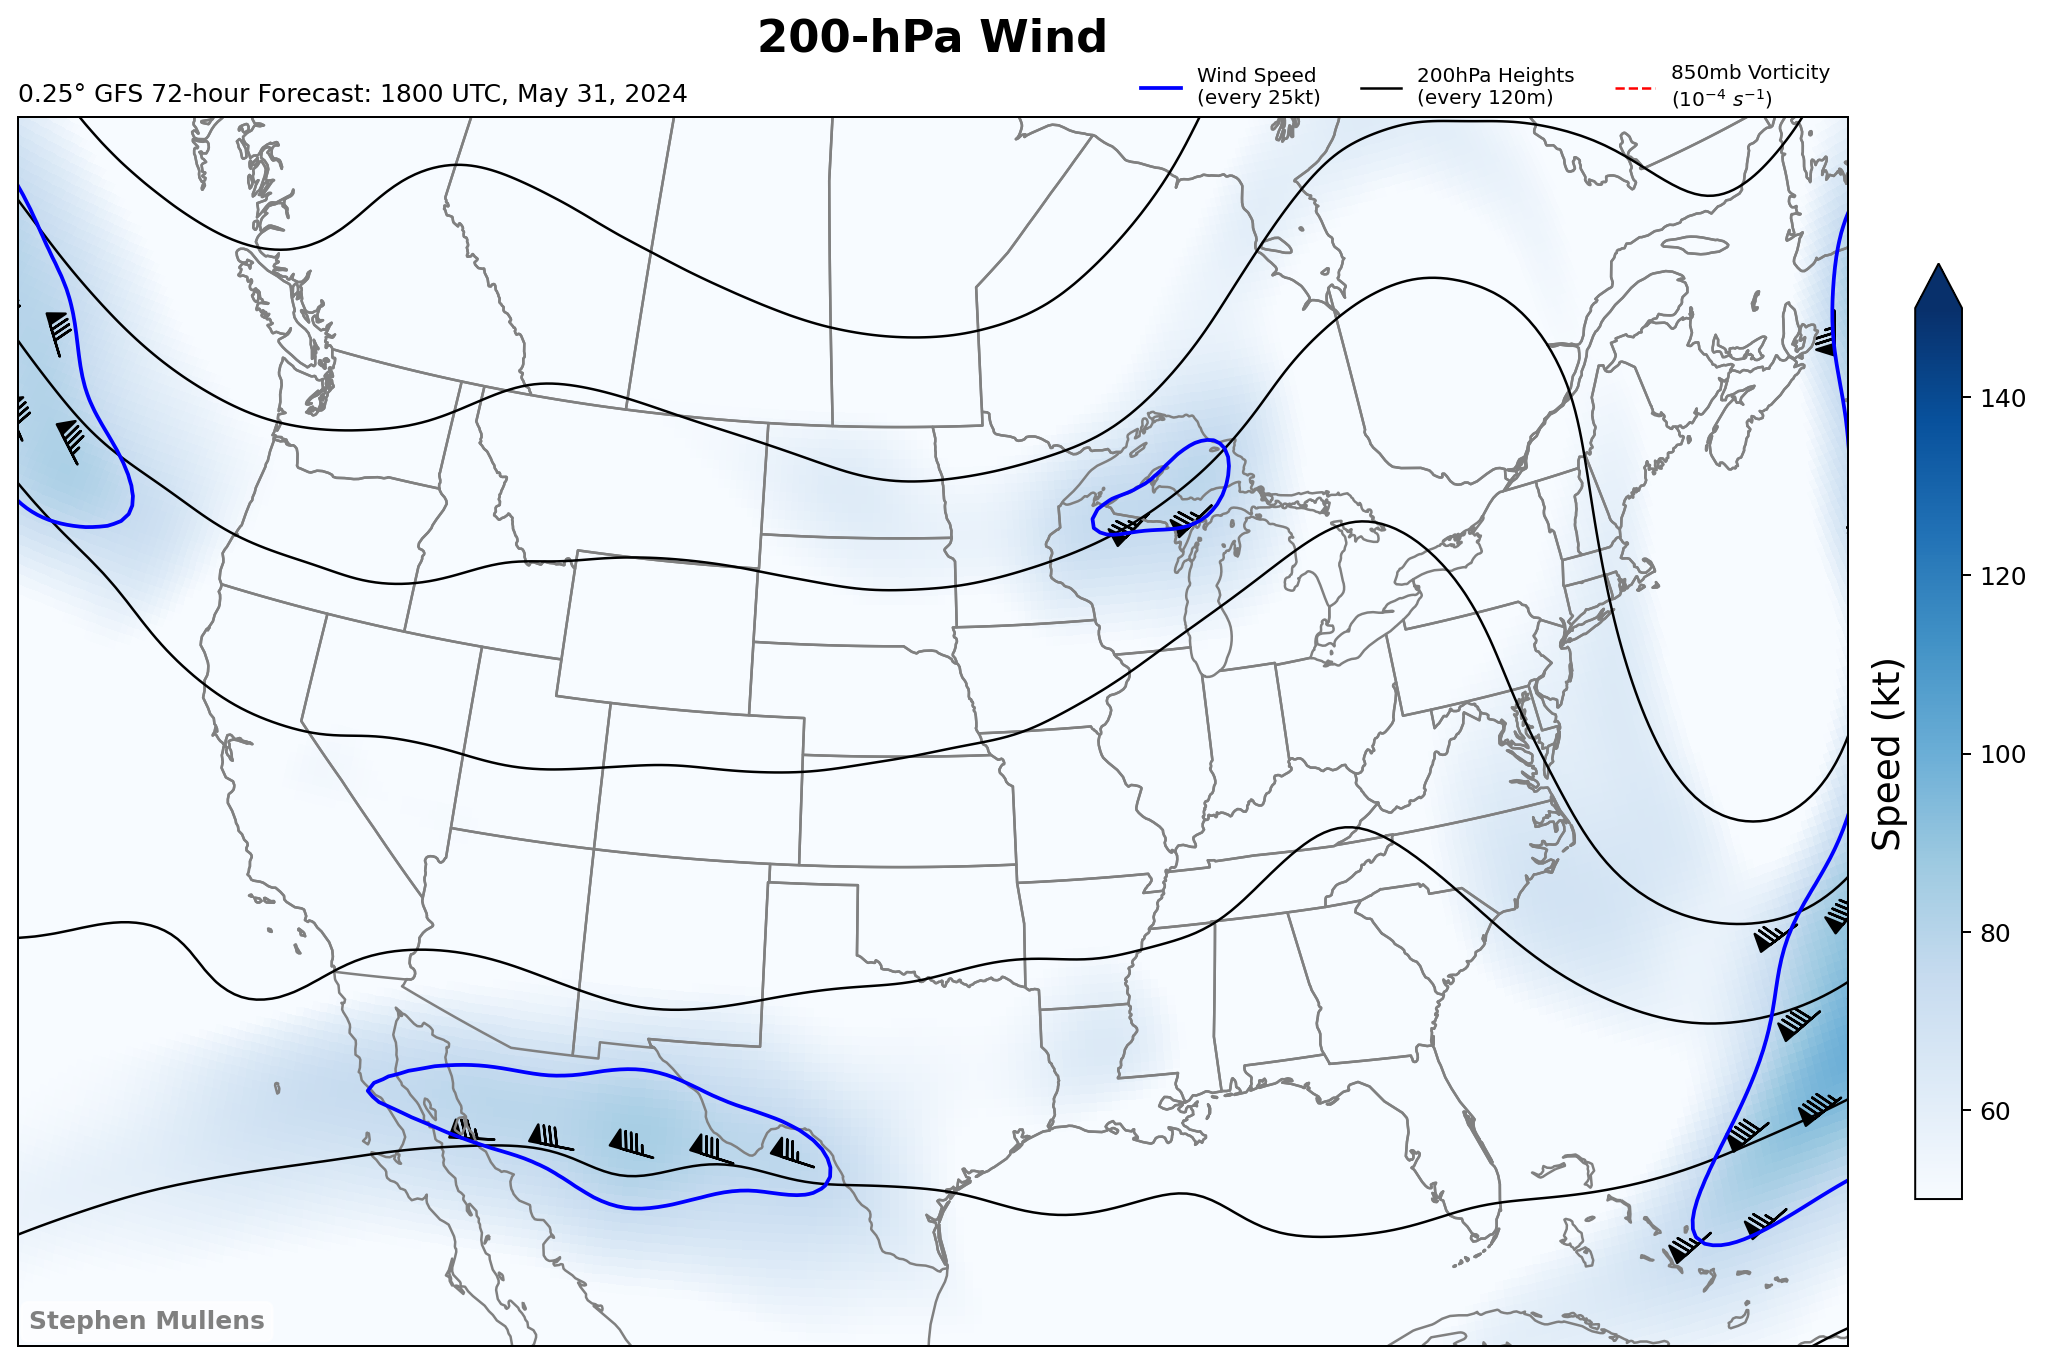 200-hPa Wind
0.25° GFS 72-hour Forecast: 1800 UTC, May 31, 2024
Wind Speed
(every 25kt)
200hPa Heights
(every 120m)
850mb Vorticity
(10⁻⁴ s⁻¹)
140
120
100
80
60
Speed (kt)
Stephen Mullens